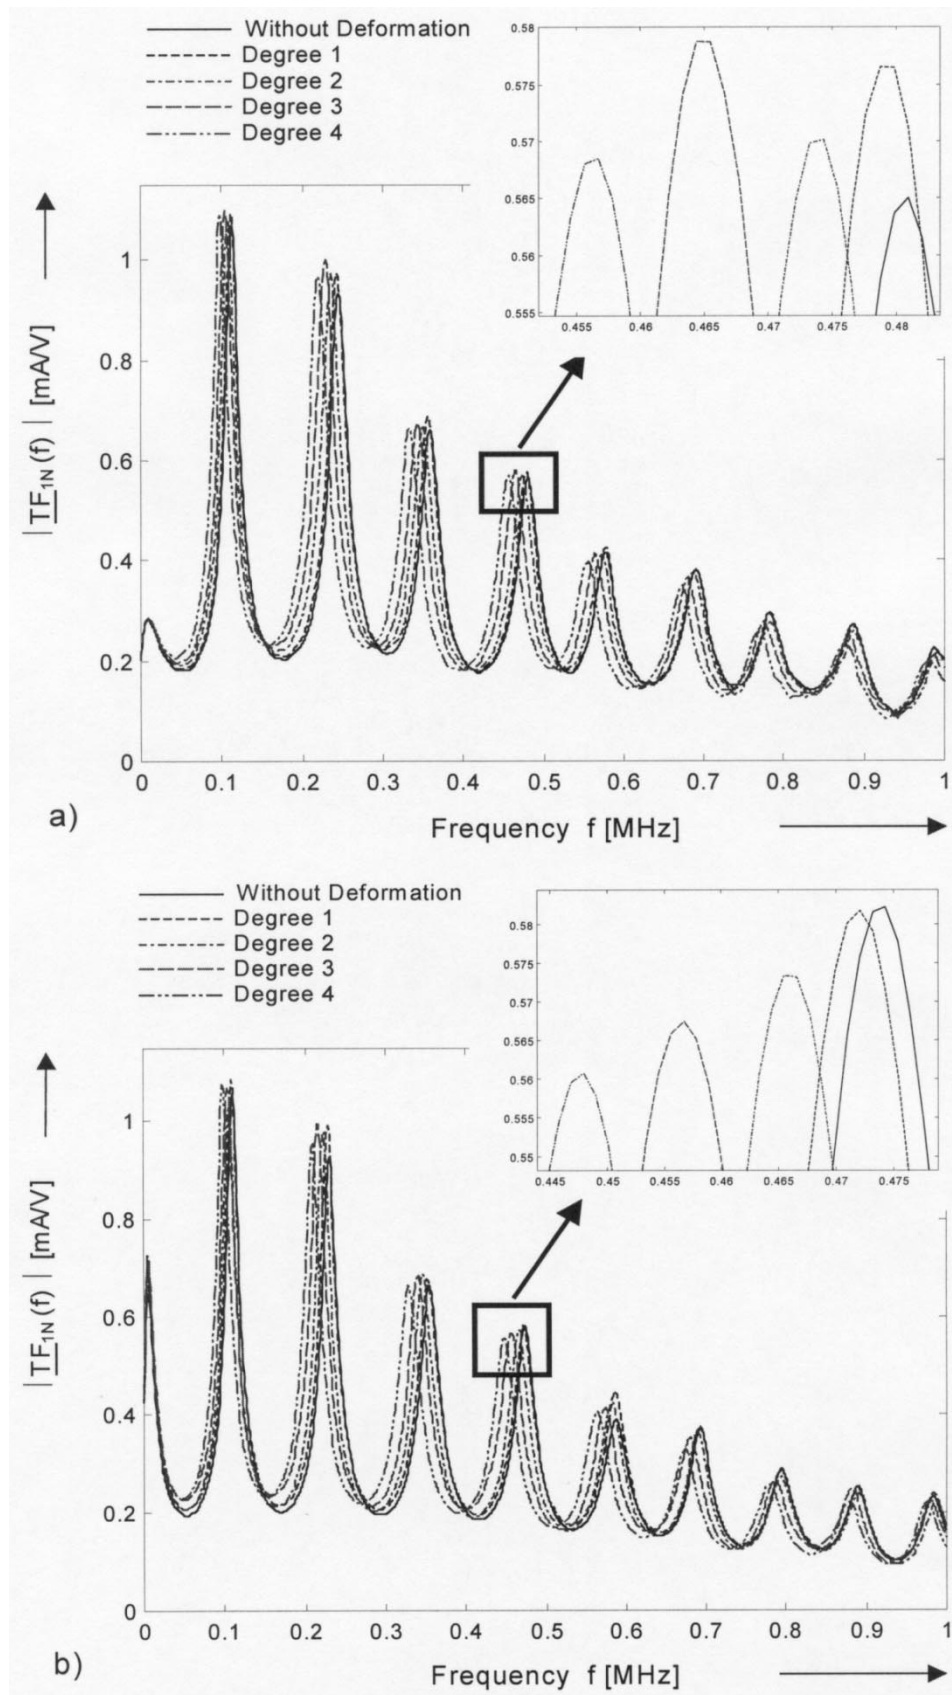 Without Deformation
Degree 1
Degree 2
Degree 3
Degree 4
0.58
0.575
0.57
0.565
0.56
0.555
0.455 0.46 0.465 0.47 0.475 0.48
|TF1N(f)| [mA/V]
1
0.8
0.6
0.4
0.2
0
0 0.1 0.2 0.3 0.4 0.5 0.6 0.7 0.8 0.9 1
a)
Frequency f [MHz]
Without Deformation
Degree 1
Degree 2
Degree 3
Degree 4
0.58
0.575
0.57
0.565
0.56
0.555
0.55
0.445 0.45 0.455 0.46 0.465 0.47 0.475
|TF1N(f)| [mA/V]
1
0.8
0.6
0.4
0.2
0
0 0.1 0.2 0.3 0.4 0.5 0.6 0.7 0.8 0.9 1
b)
Frequency f [MHz]